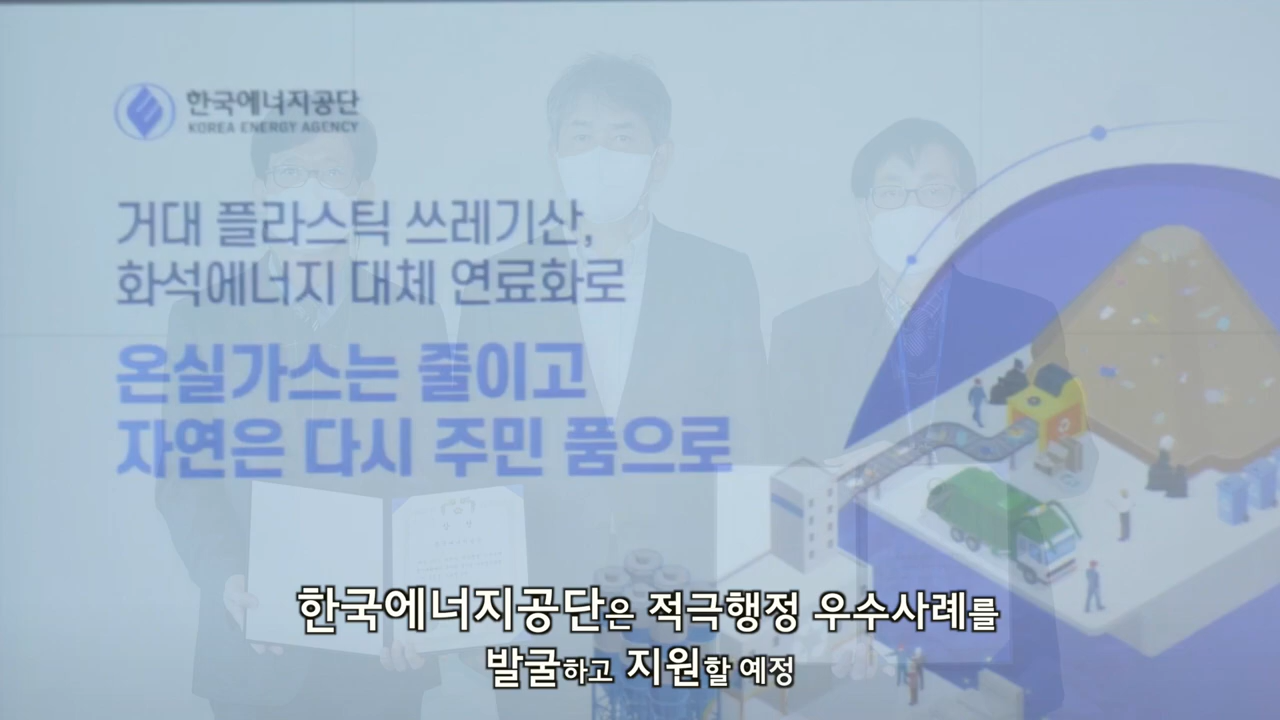 한국에너지공단
KOREA ENERGY AGENCY
거대 플라스틱 쓰레기산,
화석에너지 대체 연료화로
온실가스는 줄이고
자연은 다시 주민 품으로
한국에너지공단은 적극행정 우수사례를
발굴하고 지원할 예정